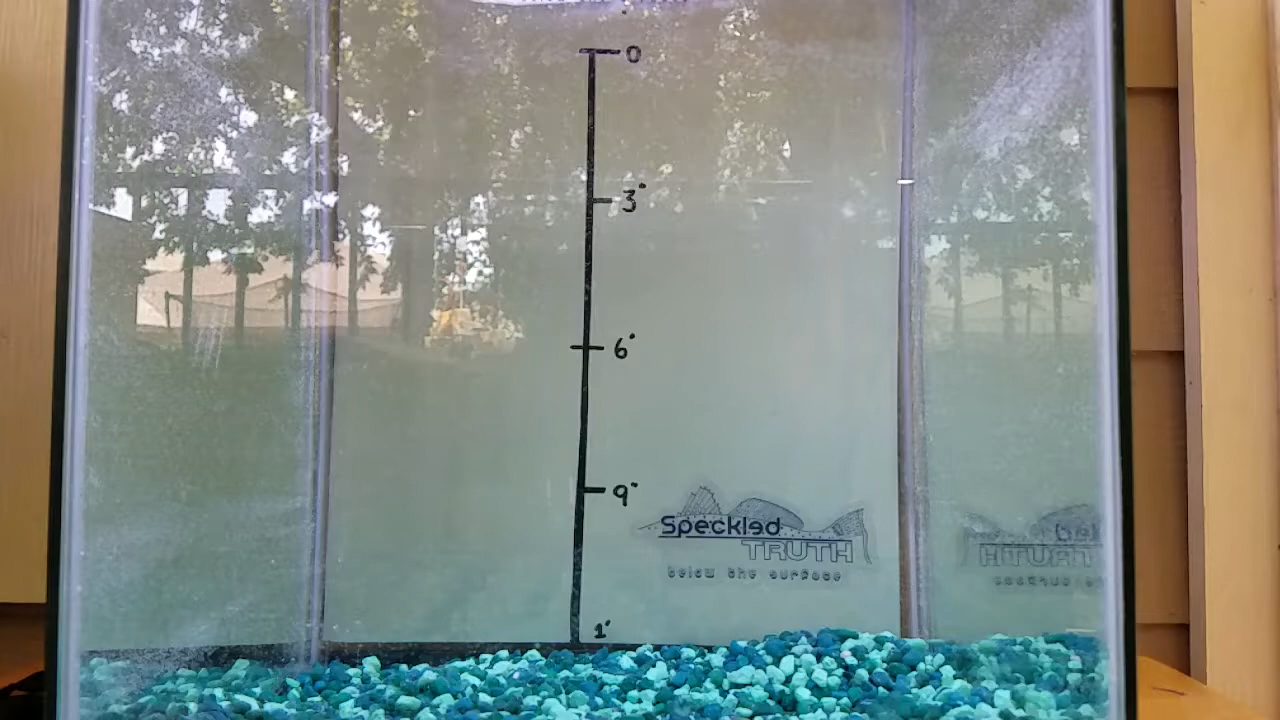 0
3"
6"
9"
Speckled
TRUTH
below the surface
1'